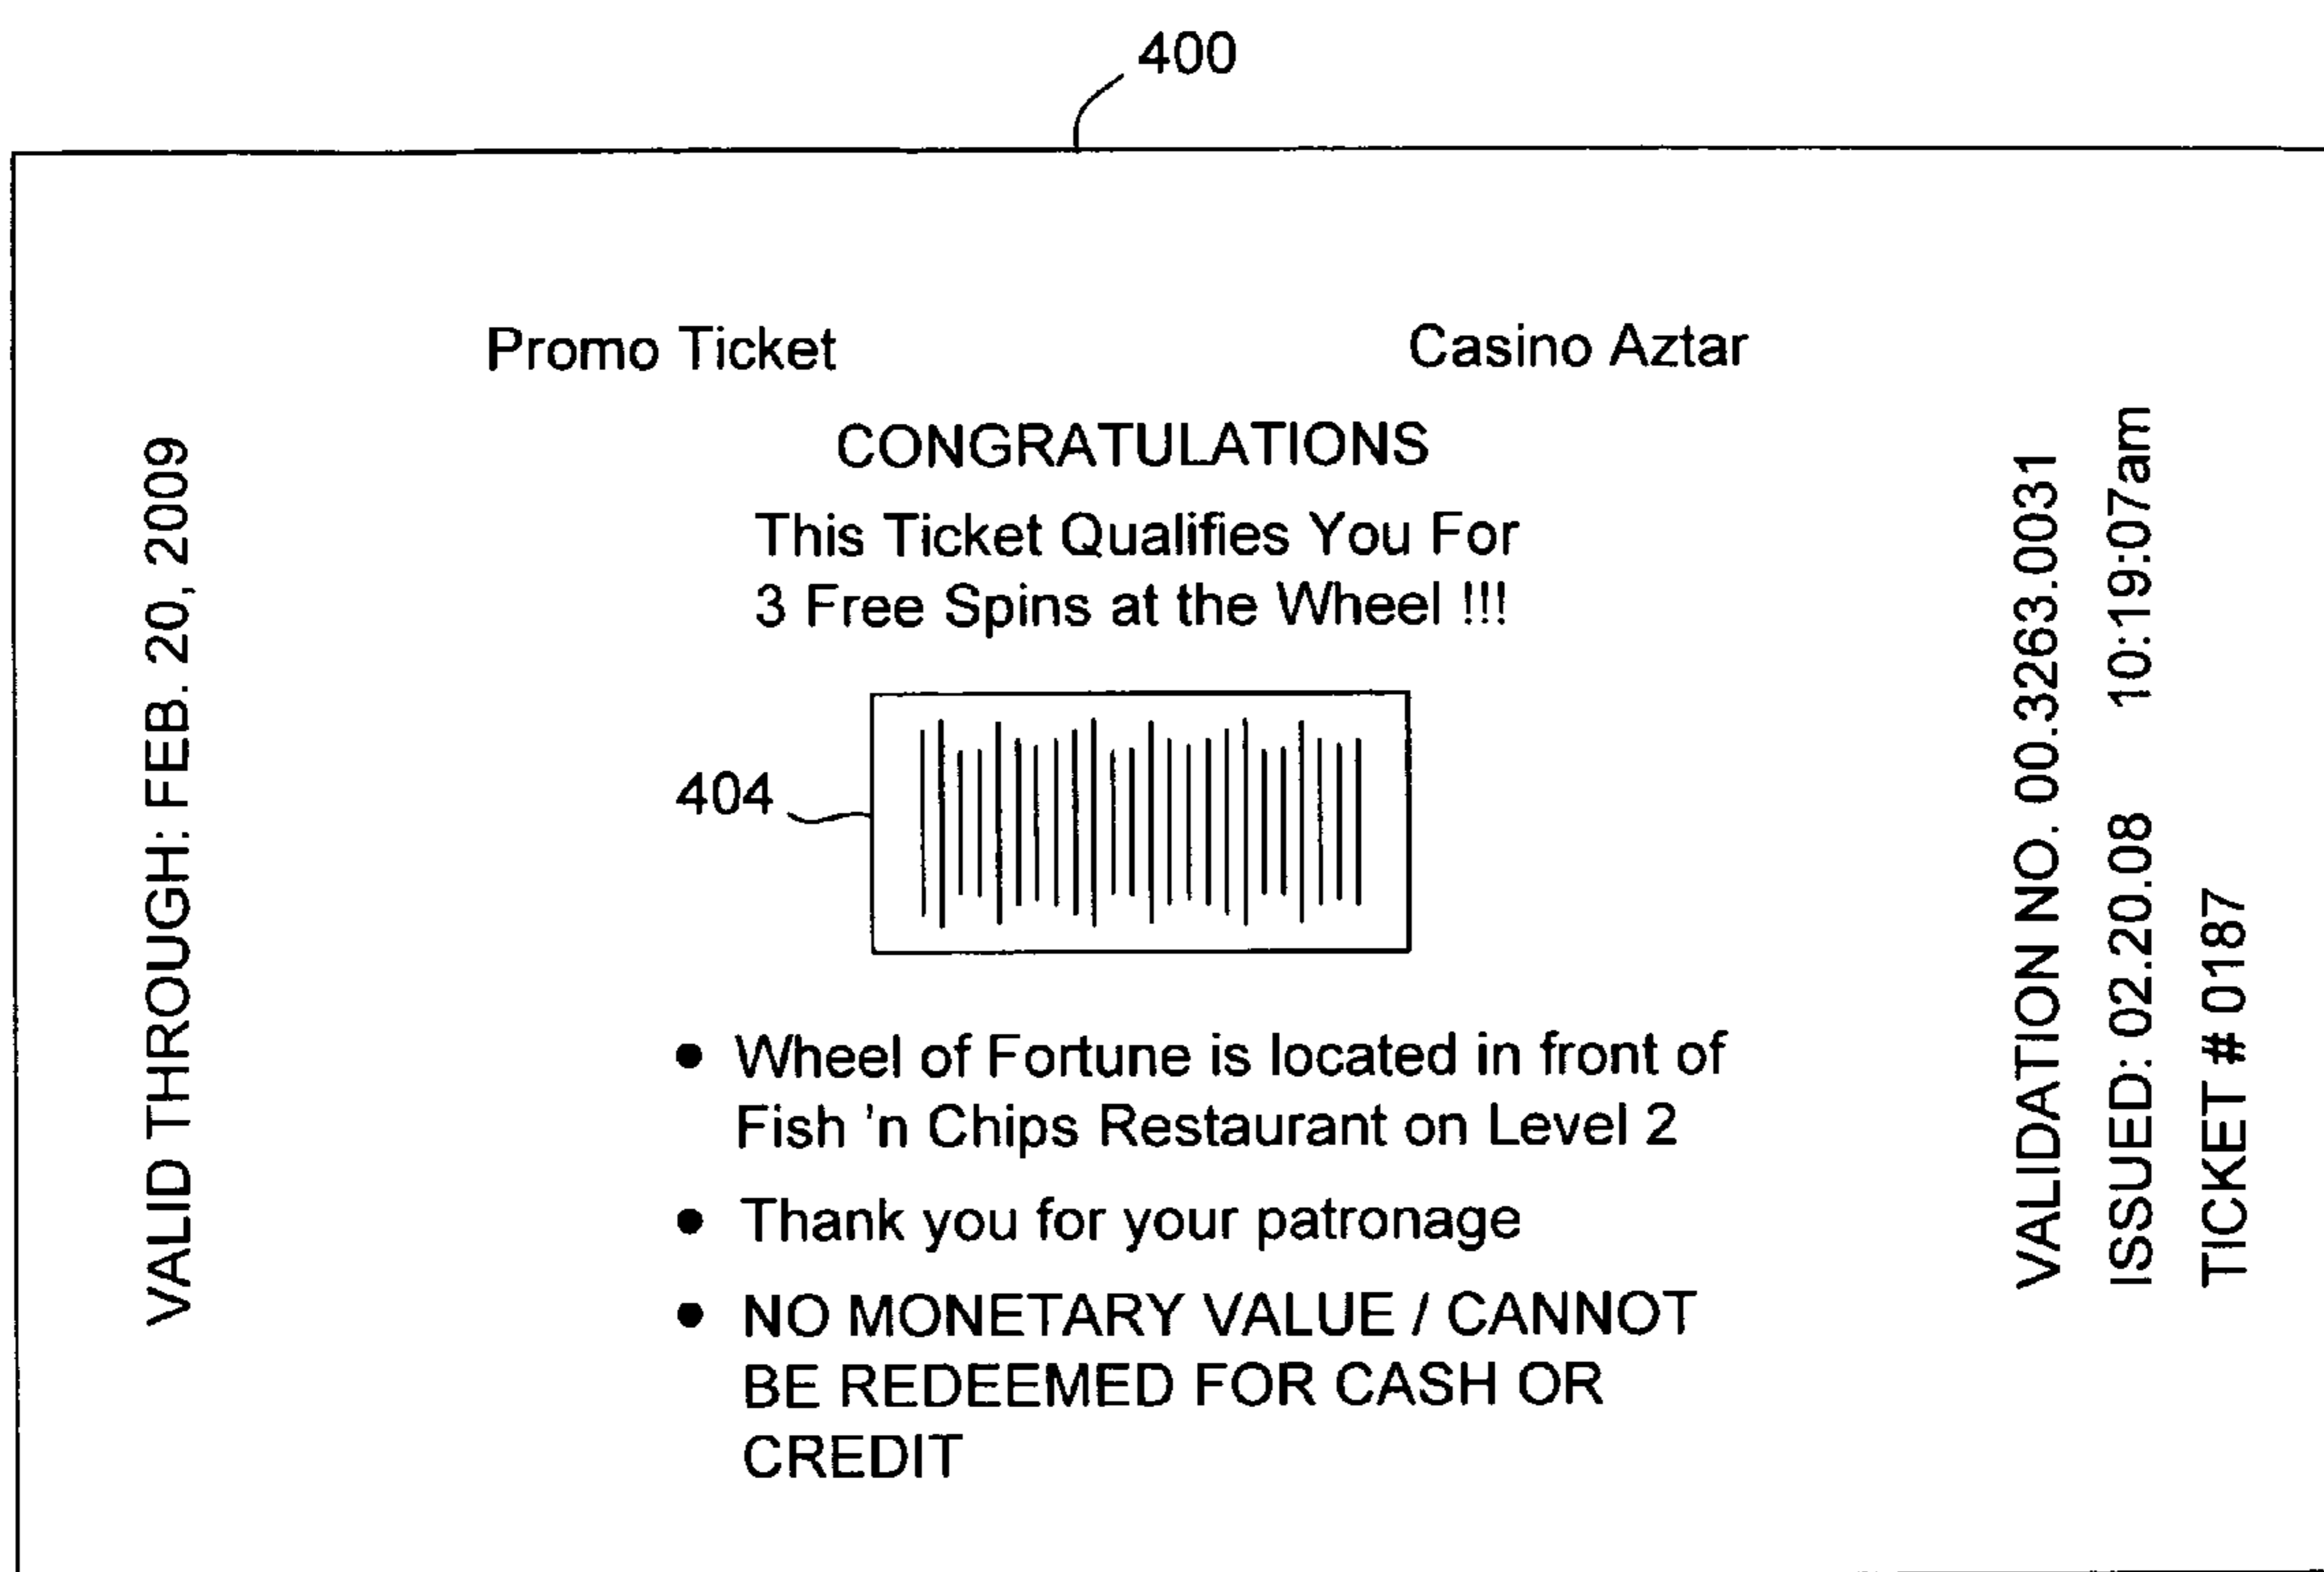 400
Promo Ticket Casino Aztar
CONGRATULATIONS
This Ticket Qualifies You For
3 Free Spins at the Wheel !!!
404
• Wheel of Fortune is located in front of
Fish 'n Chips Restaurant on Level 2
• Thank you for your patronage
• NO MONETARY VALUE / CANNOT
BE REDEEMED FOR CASH OR
CREDIT
VALID THROUGH: FEB. 20, 2009
VALIDATION NO. 00.3263.0031
ISSUED: 02.20.08 10:19:07am
TICKET # 0187